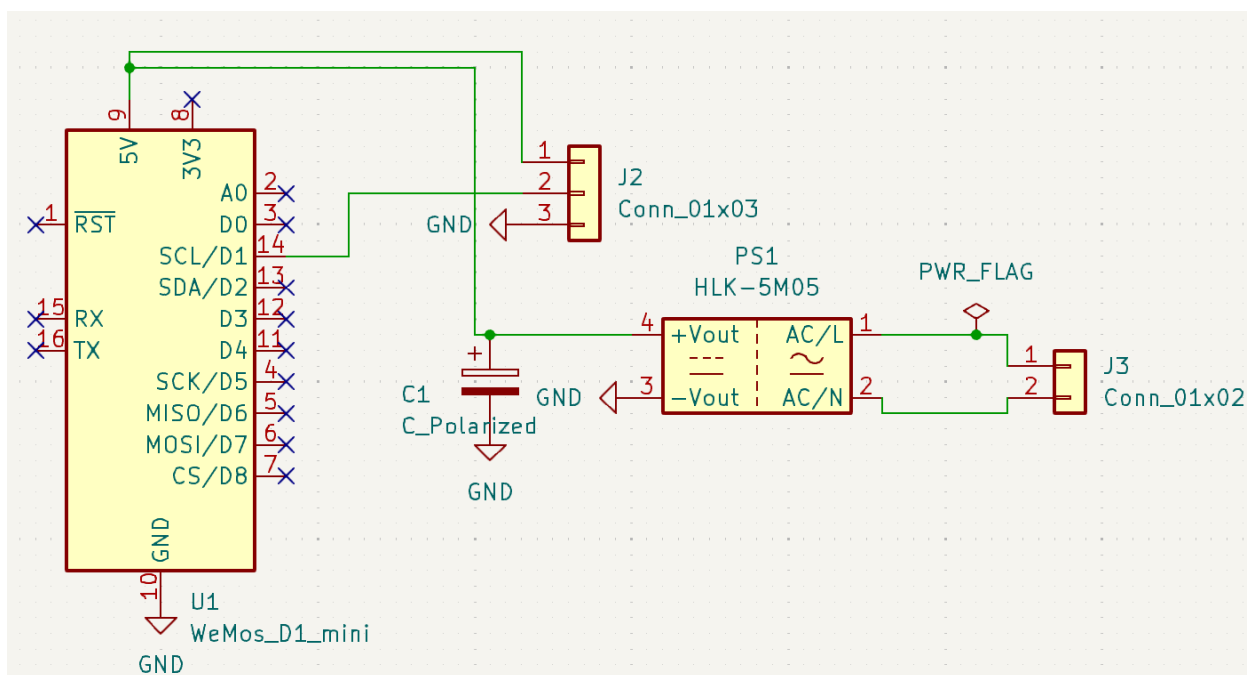 9
8
5V
3V3
1
RST
A0
2
D0
3
SCL/D1
14
SDA/D2
13
15
RX
D3
12
16
TX
D4
11
SCK/D5
4
MISO/D6
5
MOSI/D7
6
CS/D8
7
GND
10
U1
WeMos_D1_mini
GND
1
2
3
GND
J2
Conn_01x03
+
C1
C_Polarized
GND
PS1
HLK-5M05
4
+Vout
AC/L
1
GND
3
-Vout
AC/N
2
PWR_FLAG
1
2
J3
Conn_01x02